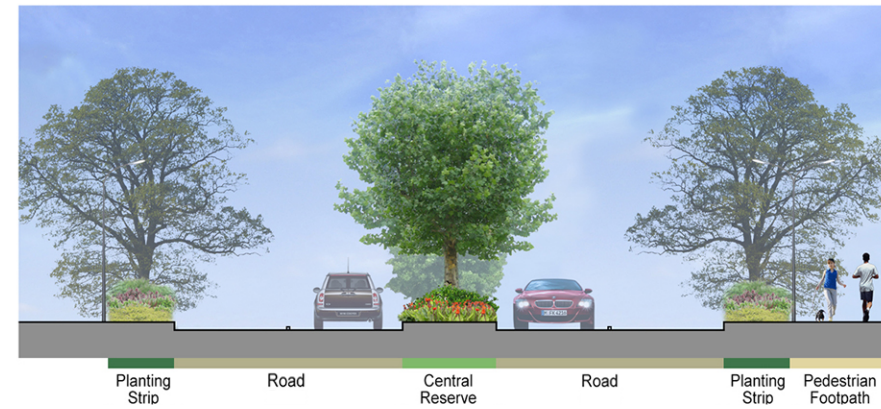 Planting
Strip
Road
Central
Reserve
Road
Planting
Strip
Pedestrian
Footpath